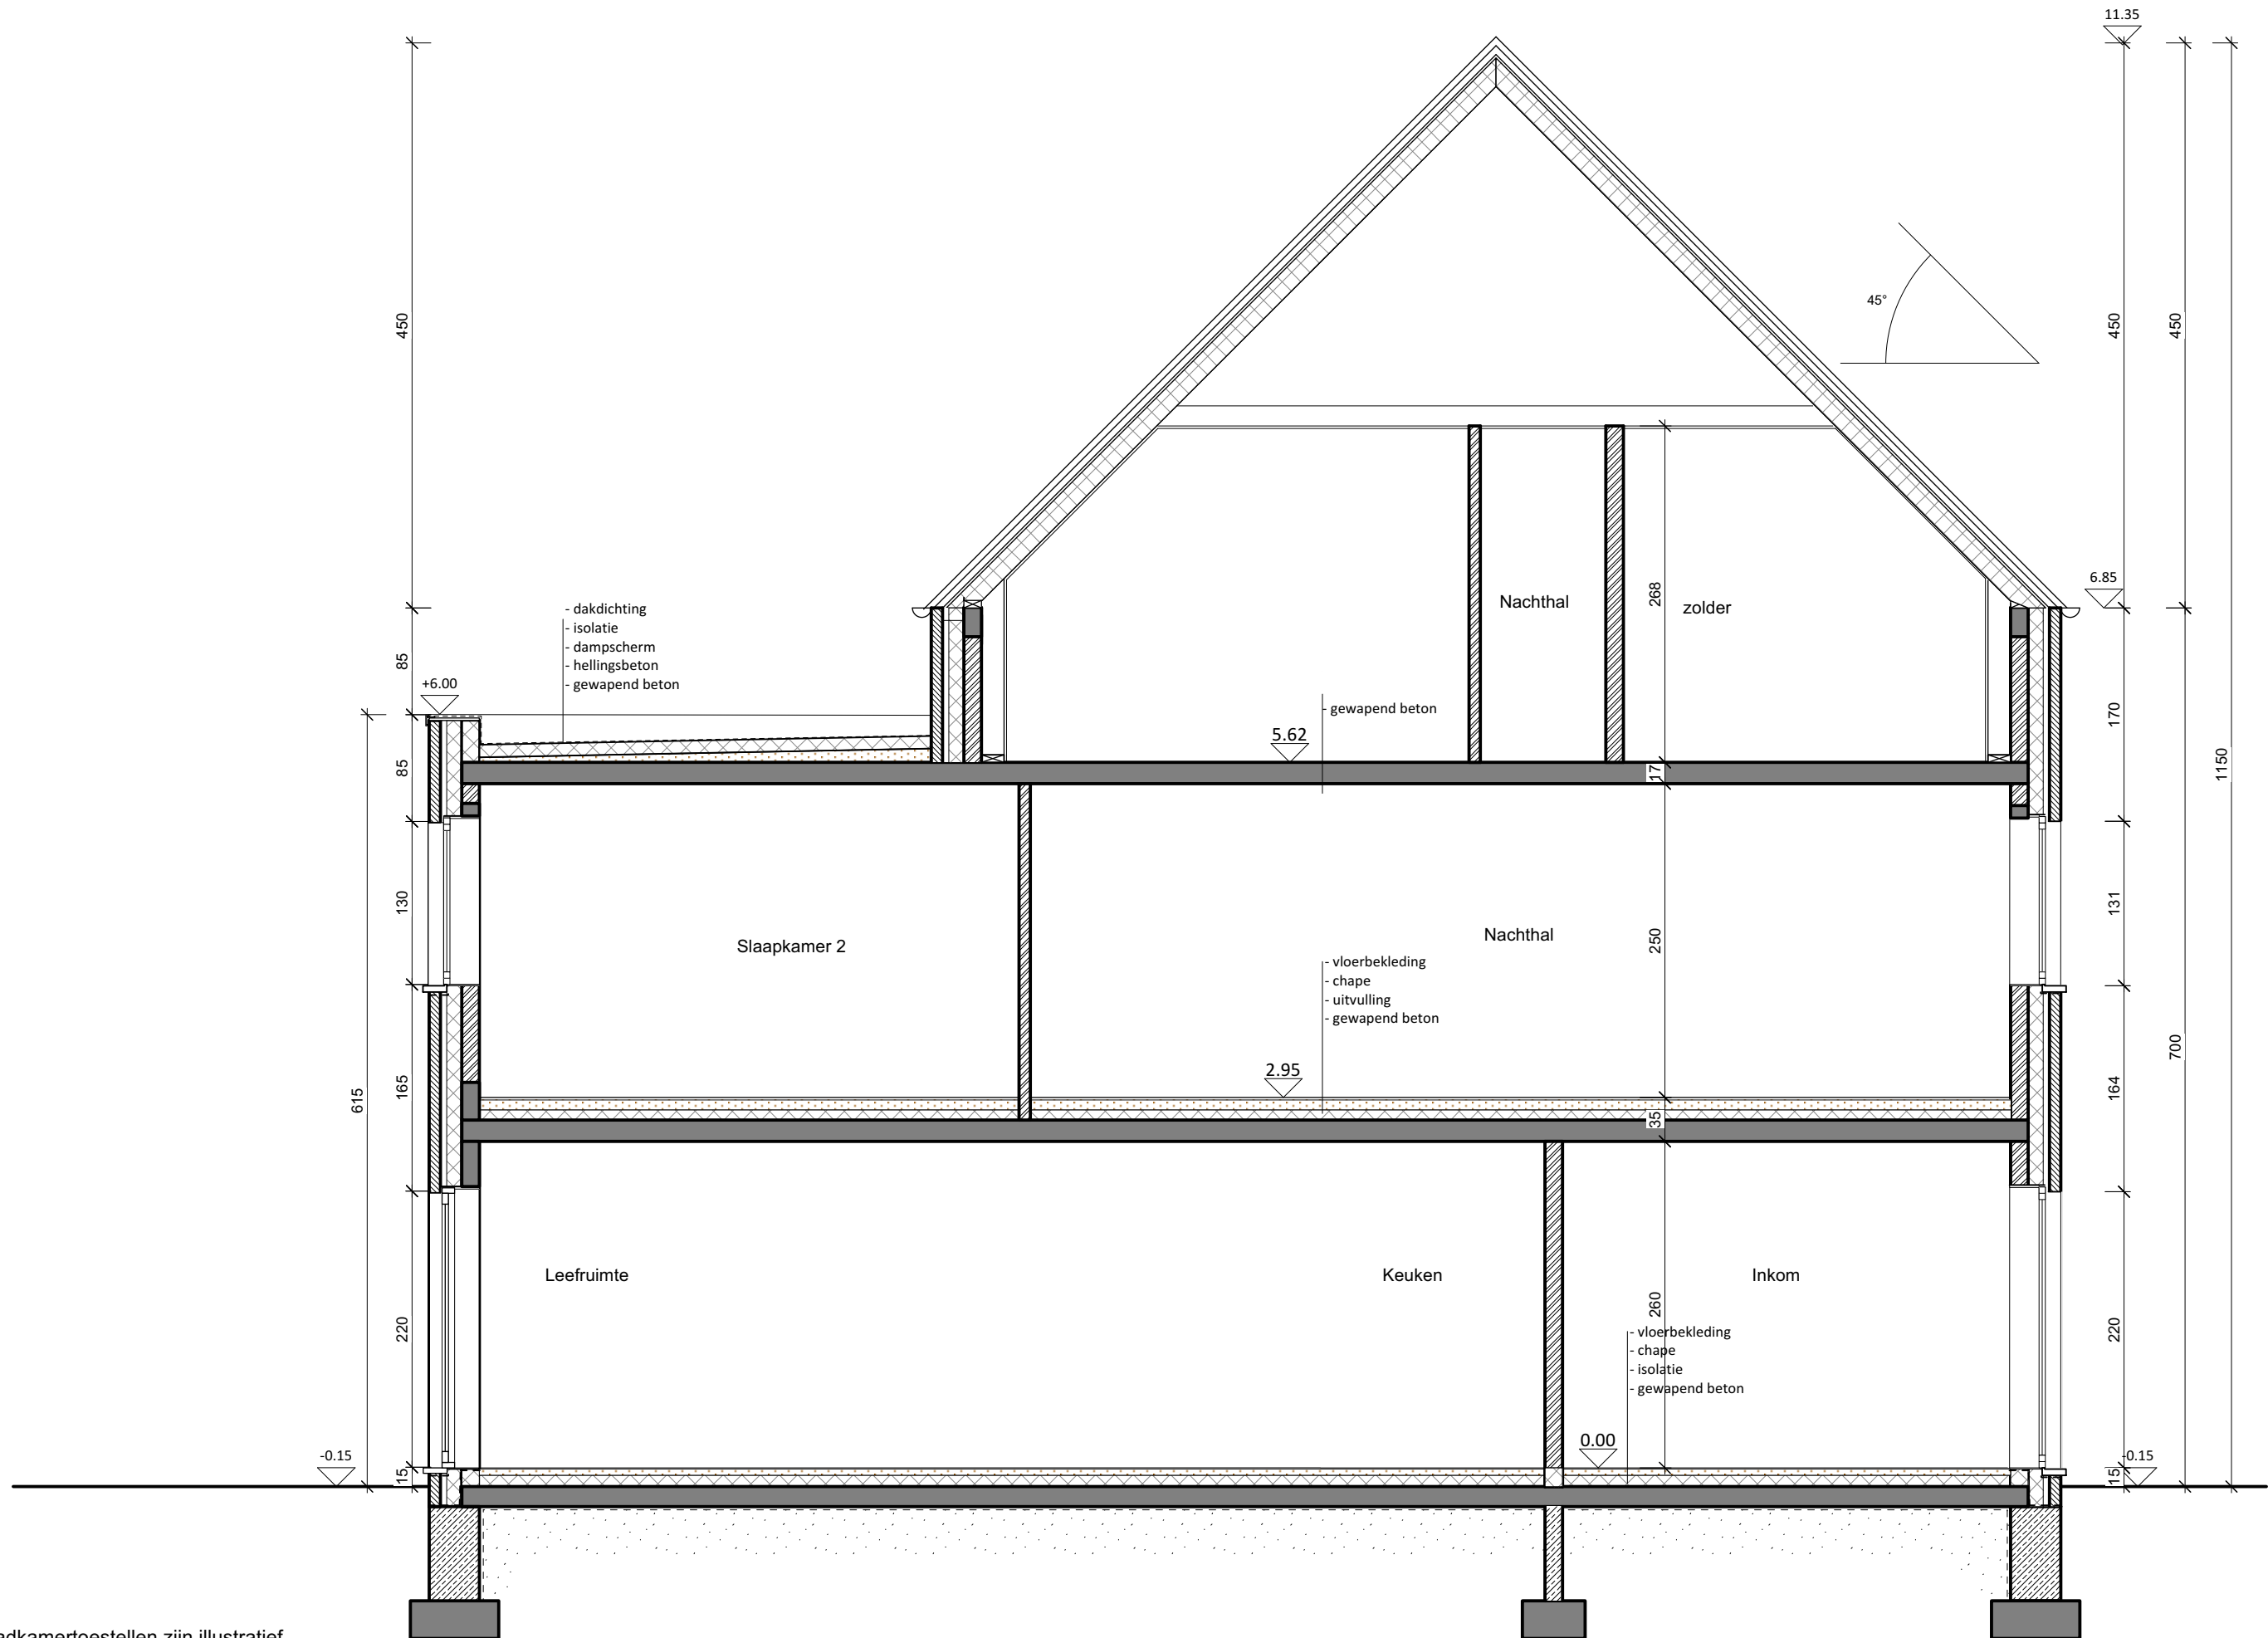 11.35
450
45°
450
450
6.85
268
Nachthal
zolder
- dakdichting
- isolatie
- dampscherm
- hellingsbeton
- gewapend beton
85
+6.00
- gewapend beton
170
5.62
85
17
1150
130
131
Slaapkamer 2
Nachthal
250
- vloerbekleding
- chape
- uitvulling
- gewapend beton
700
2.95
615
165
164
35
Leefruimte
Keuken
Inkom
260
220
220
- vloerbekleding
- chape
- isolatie
- gewapend beton
0.00
-0.15
-0.15
15
15
zijn illustratief